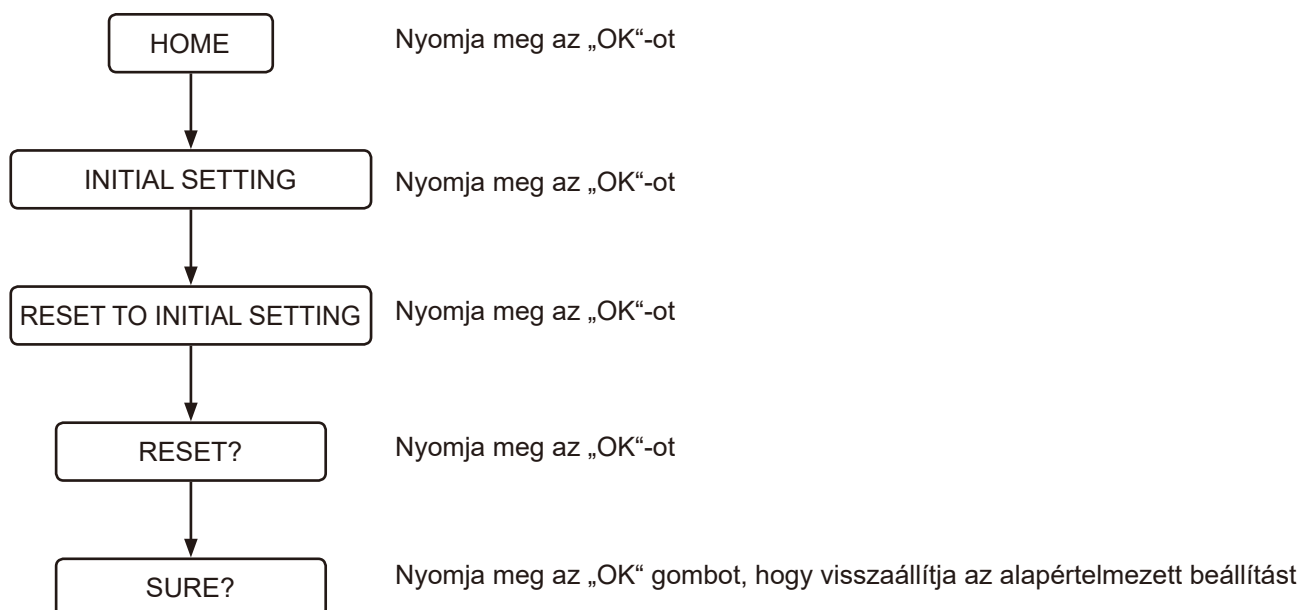 HOME
Nyomja meg az „OK“-ot
INITIAL SETTING
Nyomja meg az „OK“-ot
RESET TO INITIAL SETTING
Nyomja meg az „OK“-ot
RESET?
Nyomja meg az „OK“-ot
SURE?
Nyomja meg az „OK“ gombot, hogy visszaállítja az alapértelmezett beállítást